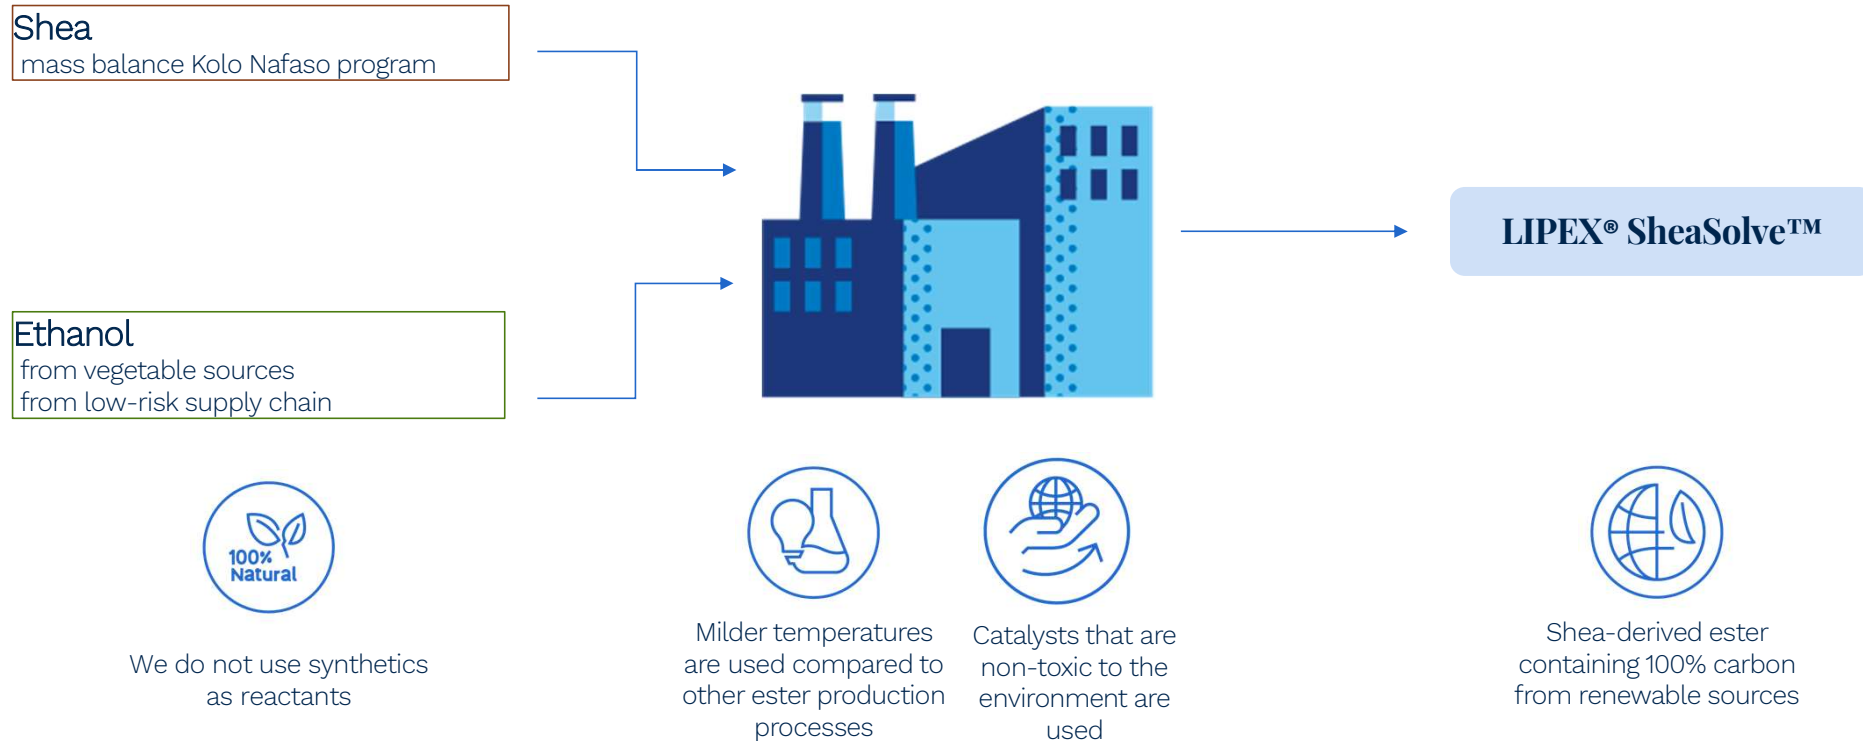 Shea
mass balance Kolo Nafaso program
Ethanol
from vegetable sources
from low-risk supply chain
LIPEX® SheaSolve™
100%
Natural
We do not use synthetics
as reactants
Milder temperatures
are used compared to
other ester production
processes
Catalysts that are
non-toxic to the
environment are
used
Shea-derived ester
containing 100% carbon
from renewable sources